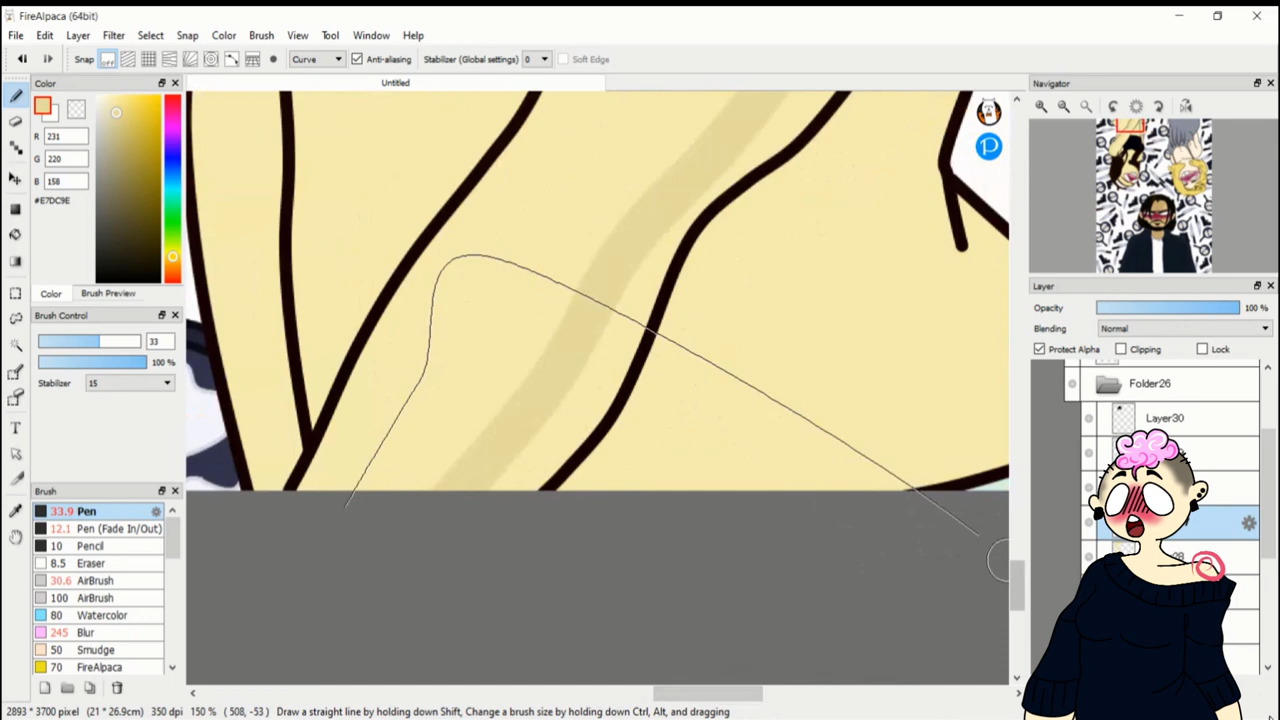 FireAlpaca (64bit)
File Edit Layer Filter Select Snap Color Brush View Tool Window Help
Snap off Curve Anti-aliasing Stabilizer (Global settings) 0 Soft Edge
Color
Untitled
Navigator
R 231
G 220
B 158
#E7DC9E
Color Brush Preview
Brush Control
33
100 %
Stabilizer 15
Brush
33.9 Pen
12.1 Pen (Fade In/Out)
10 Pencil
8.5 Eraser
30.6 AirBrush
100 AirBrush
80 Watercolor
245 Blur
50 Smudge
70 FireAlpaca
Layer
Opacity 100 %
Blending Normal
Protect Alpha Clipping Lock
Folder26
Layer30
2893 * 3700 pixel (21 * 26.9cm) 350 dpi 150 % ( 508, -53 ) Draw a straight line by holding down Shift, Change a brush size by holding down Ctrl, Alt, and dragging